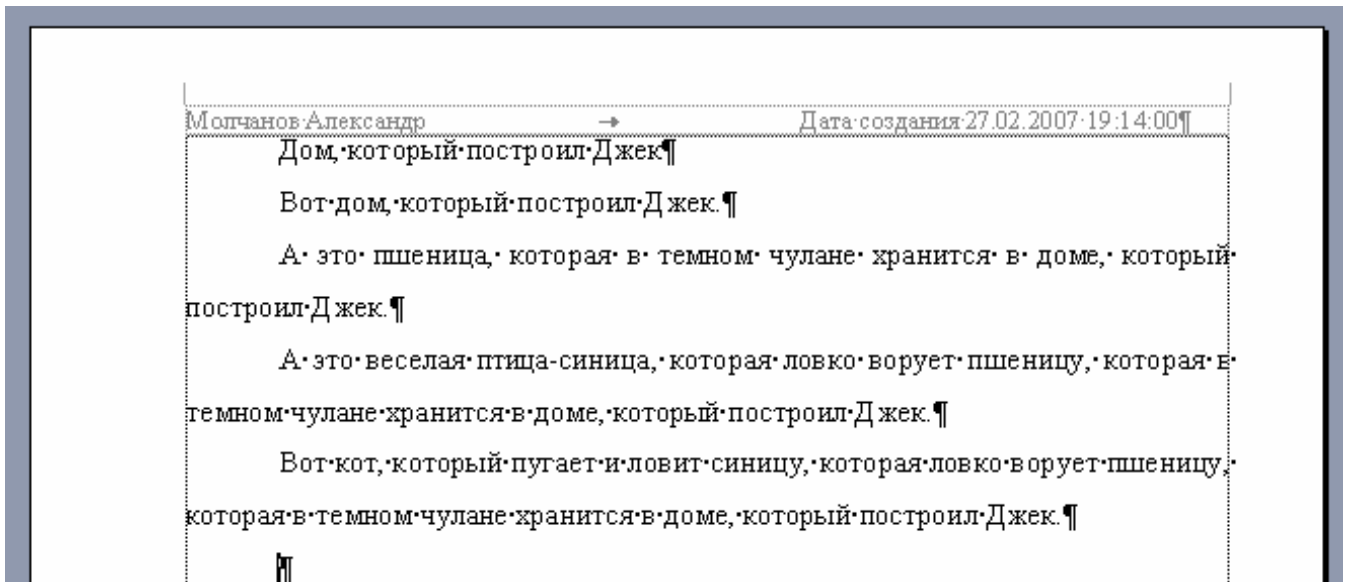 Молчанов Александр → Дата создания 27.02.2007 19:14:00¶
Дом, который построил Джек¶
Вот дом, который построил Джек.¶
А это пшеница, которая в темном чулане хранится в доме, который
построил Джек.¶
А это веселая птица-синица, которая ловко ворует пшеницу, которая в
темном чулане хранится в доме, который построил Джек.¶
Вот кот, который пугает и ловит синицу, которая ловко ворует пшеницу,
которая в темном чулане хранится в доме, который построил Джек.¶
¶